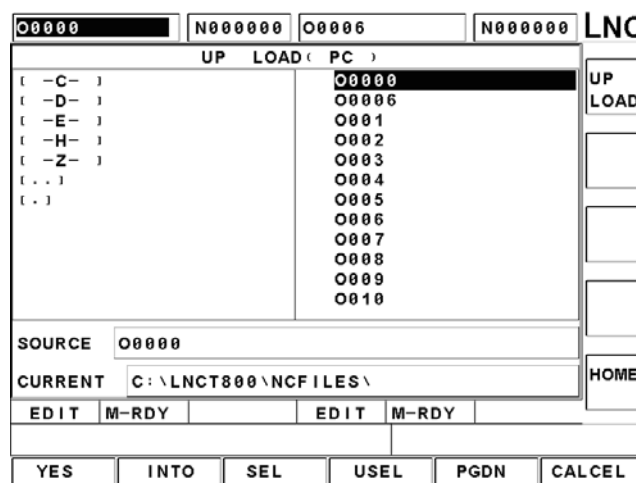 O0000 N000000 O0006 N000000 LNC
UP LOAD( PC )
[ -C- ] O0000
[ -D- ] O0006
[ -E- ] O001
[ -H- ] O002
[ -Z- ] O003
[..] O004
[.] O005
O006
O007
O008
O009
O010
UP
LOAD
SOURCE O0000
CURRENT C:\LNCT800\NCFILES\
HOME
EDIT M-RDY EDIT M-RDY
YES INTO SEL USEL PGDN CALCEL